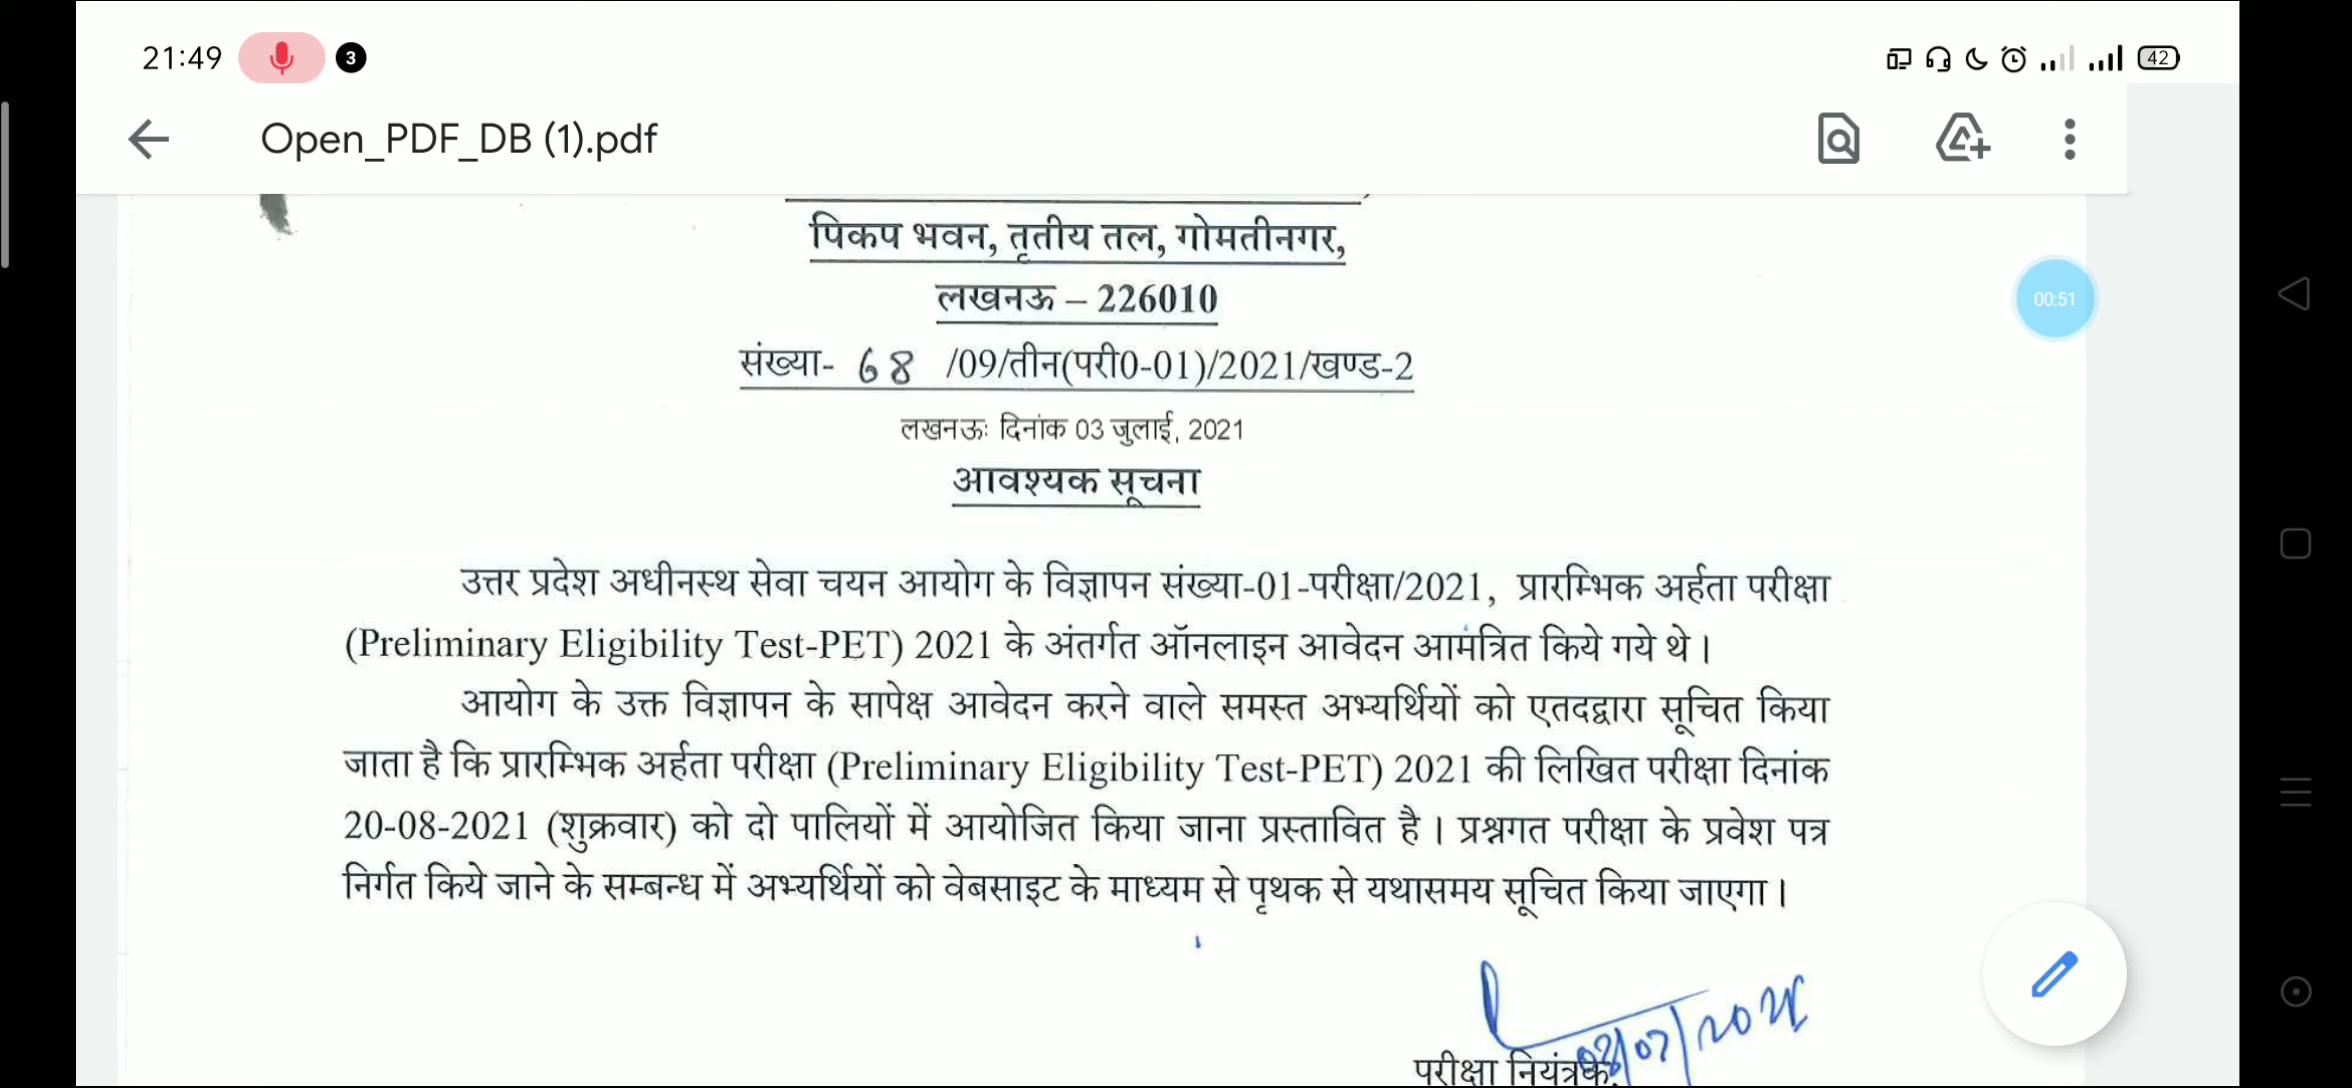 21:49
3
42
Open_PDF_DB (1).pdf
पिकप भवन, तृतीय तल, गोमतीनगर,
लखनऊ – 226010
00:51
संख्या- 68 /09/तीन(परी0-01)/2021/खण्ड-2
लखनऊः दिनांक 03 जुलाई, 2021
आवश्यक सूचना
उत्तर प्रदेश अधीनस्थ सेवा चयन आयोग के विज्ञापन संख्या-01-परीक्षा/2021, प्रारम्भिक अर्हता परीक्षा
(Preliminary Eligibility Test-PET) 2021 के अंतर्गत ऑनलाइन आवेदन आमंत्रित किये गये थे।
आयोग के उक्त विज्ञापन के सापेक्ष आवेदन करने वाले समस्त अभ्यर्थियों को एतदद्वारा सूचित किया
जाता है कि प्रारम्भिक अर्हता परीक्षा (Preliminary Eligibility Test-PET) 2021 की लिखित परीक्षा दिनांक
20-08-2021 (शुक्रवार) को दो पालियों में आयोजित किया जाना प्रस्तावित है। प्रश्नगत परीक्षा के प्रवेश पत्र
निर्गत किये जाने के सम्बन्ध में अभ्यर्थियों को वेबसाइट के माध्यम से पृथक से यथासमय सूचित किया जाएगा।
परीक्षा नियंत्रक